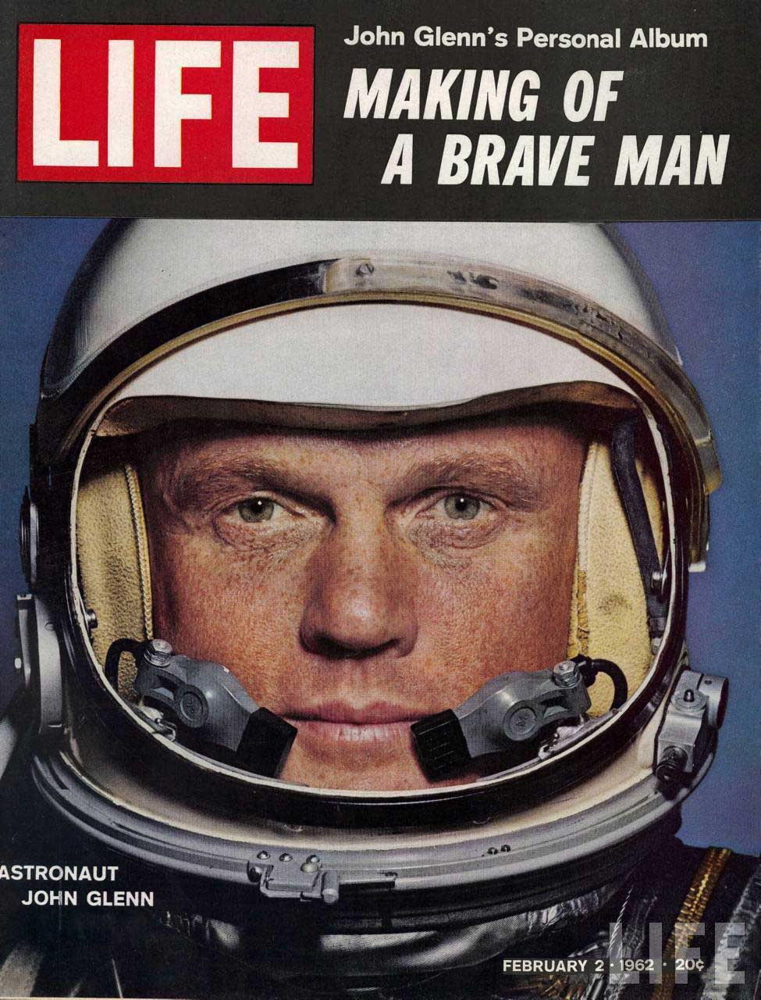 LIFE
John Glenn's Personal Album
MAKING OF
A BRAVE MAN
ASTRONAUT
JOHN GLENN
FEBRUARY 2 · 1962 · 20¢
LIFE